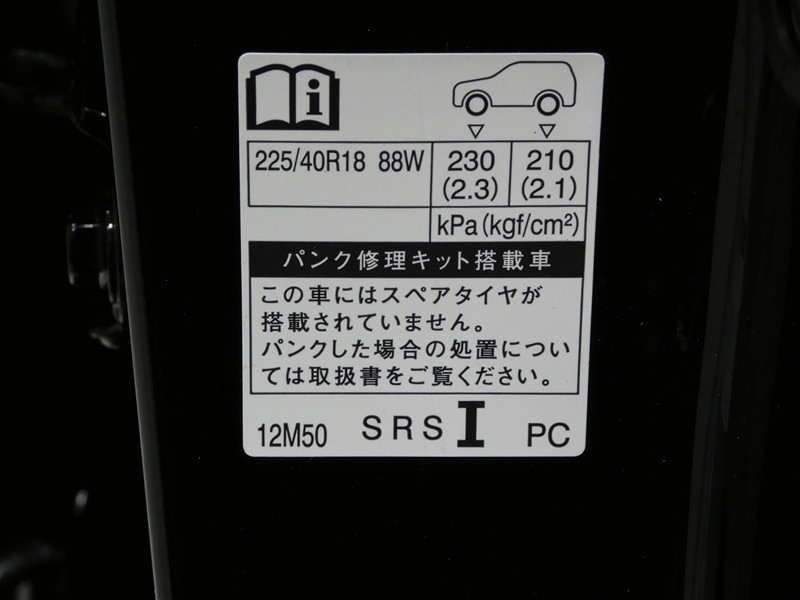 225/40R18 88W 230 210
(2.3) (2.1)
kPa(kgf/cm²)
パンク修理キット搭載車
この車にはスペアタイヤが
搭載されていません。
パンクした場合の処置につい
ては取扱書をご覧ください。
12M50 SRS I PC